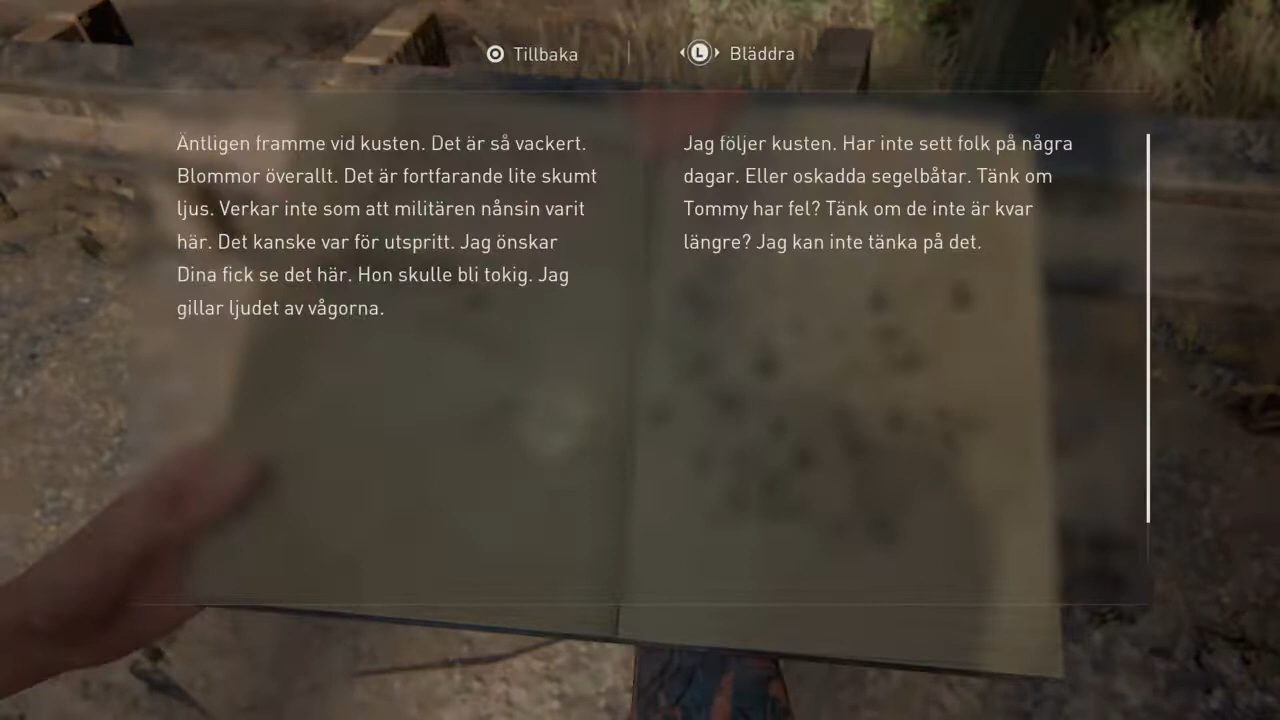 Tillbaka
L Bläddra
Äntligen framme vid kusten. Det är så vackert.
Blommor överallt. Det är fortfarande lite skumt
ljus. Verkar inte som att militären nånsin varit
här. Det kanske var för utspritt. Jag önskar
Dina fick se det här. Hon skulle bli tokig. Jag
gillar ljudet av vågorna.
Jag följer kusten. Har inte sett folk på några
dagar. Eller oskadda segelbåtar. Tänk om
Tommy har fel? Tänk om de inte är kvar
längre? Jag kan inte tänka på det.